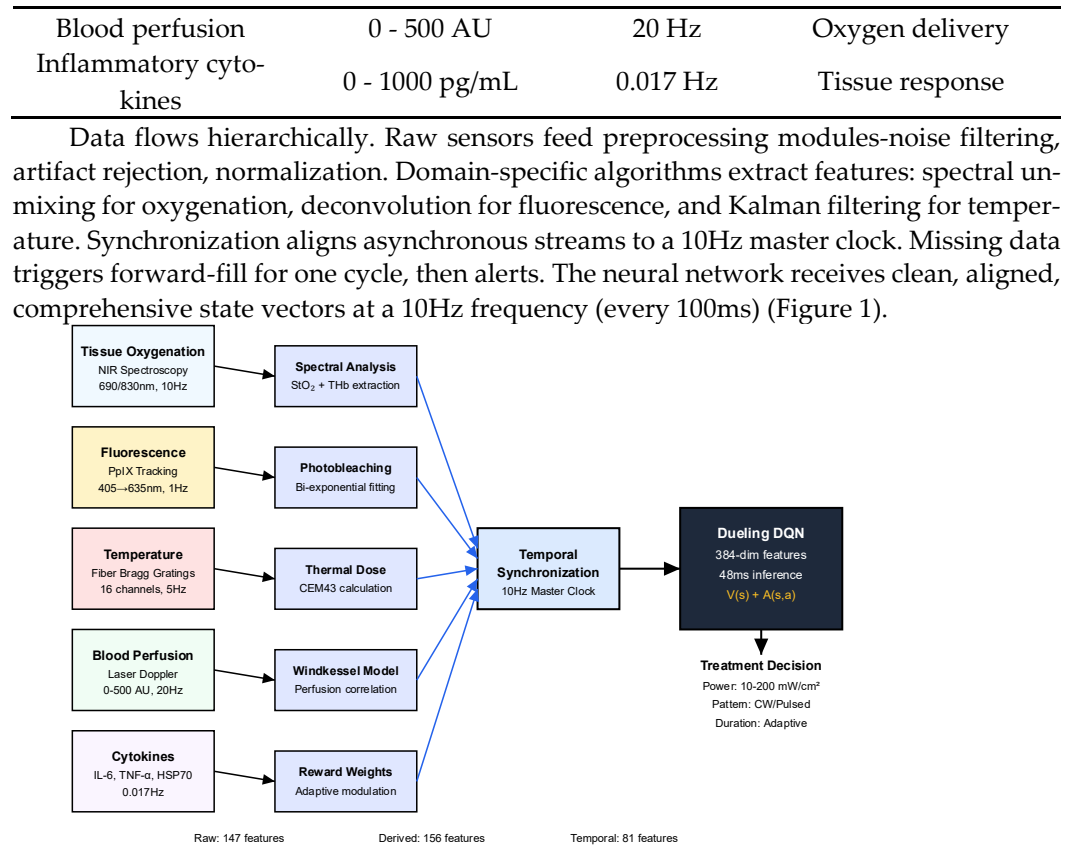 Blood perfusion 0 - 500 AU 20 Hz Oxygen delivery
Inflammatory cyto-
kines 0 - 1000 pg/mL 0.017 Hz Tissue response
Data flows hierarchically. Raw sensors feed preprocessing modules-noise filtering,
artifact rejection, normalization. Domain-specific algorithms extract features: spectral un-
mixing for oxygenation, deconvolution for fluorescence, and Kalman filtering for temper-
ature. Synchronization aligns asynchronous streams to a 10Hz master clock. Missing data
triggers forward-fill for one cycle, then alerts. The neural network receives clean, aligned,
comprehensive state vectors at a 10Hz frequency (every 100ms) (Figure 1).
Tissue Oxygenation
NIR Spectroscopy
690/830nm, 10Hz
Spectral Analysis
StO₂ + THb extraction
Fluorescence
PpIX Tracking
405→635nm, 1Hz
Photobleaching
Bi-exponential fitting
Temperature
Fiber Bragg Gratings
16 channels, 5Hz
Thermal Dose
CEM43 calculation
Blood Perfusion
Laser Doppler
0-500 AU, 20Hz
Windkessel Model
Perfusion correlation
Cytokines
IL-6, TNF-α, HSP70
0.017Hz
Reward Weights
Adaptive modulation
Temporal
Synchronization
10Hz Master Clock
Dueling DQN
384-dim features
48ms inference
V(s) + A(s,a)
Treatment Decision
Power: 10-200 mW/cm²
Pattern: CW/Pulsed
Duration: Adaptive
Raw: 147 features Derived: 156 features Temporal: 81 features